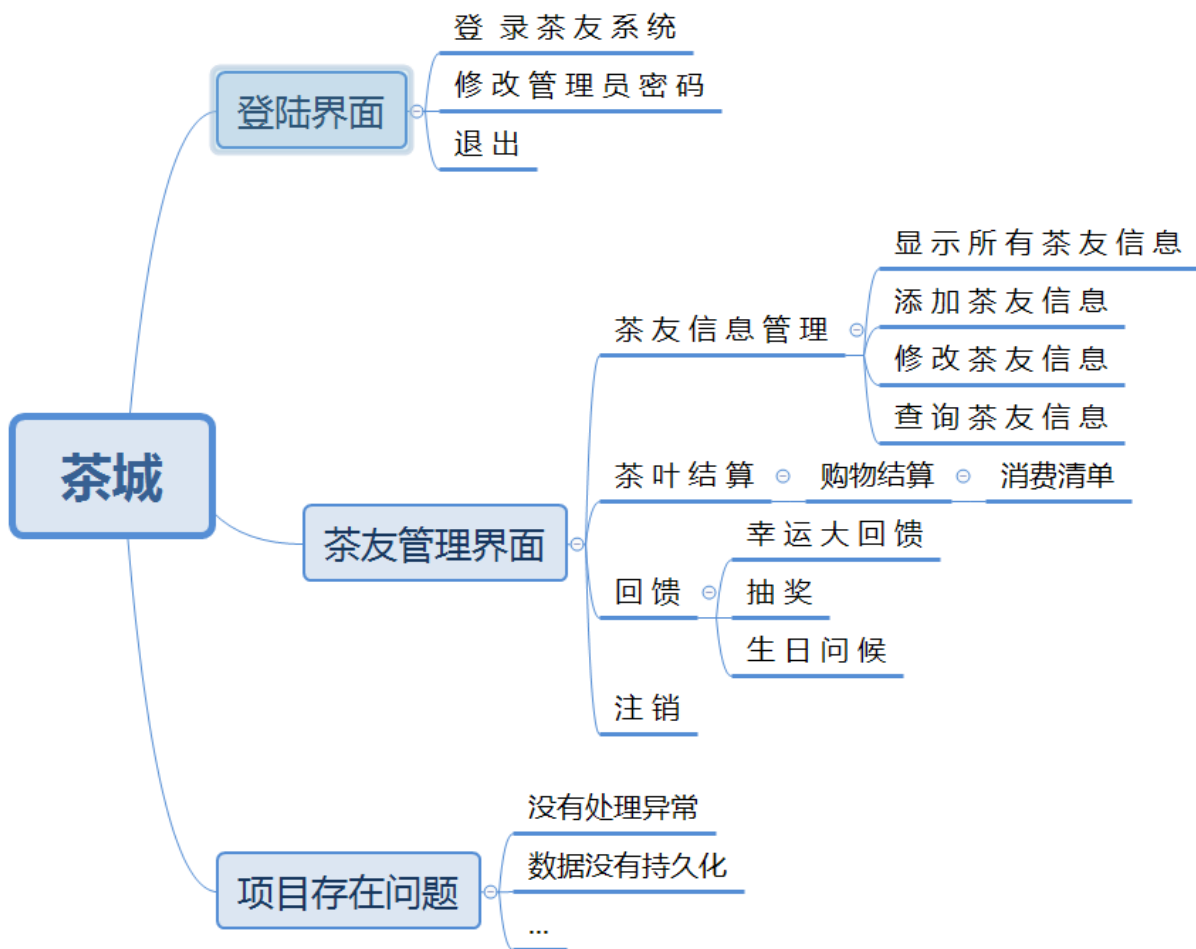 茶城
登陆界面
登 录 茶 友 系 统
修 改 管 理 员 密 码
退 出
茶友管理界面
茶 友 信 息 管 理
显 示 所 有 茶 友 信 息
添 加 茶 友 信 息
修 改 茶 友 信 息
查 询 茶 友 信 息
茶 叶 结 算
购物结算
消费清单
回 馈
幸 运 大 回 馈
抽 奖
生 日 问 候
注 销
项目存在问题
没有处理异常
数据没有持久化
...